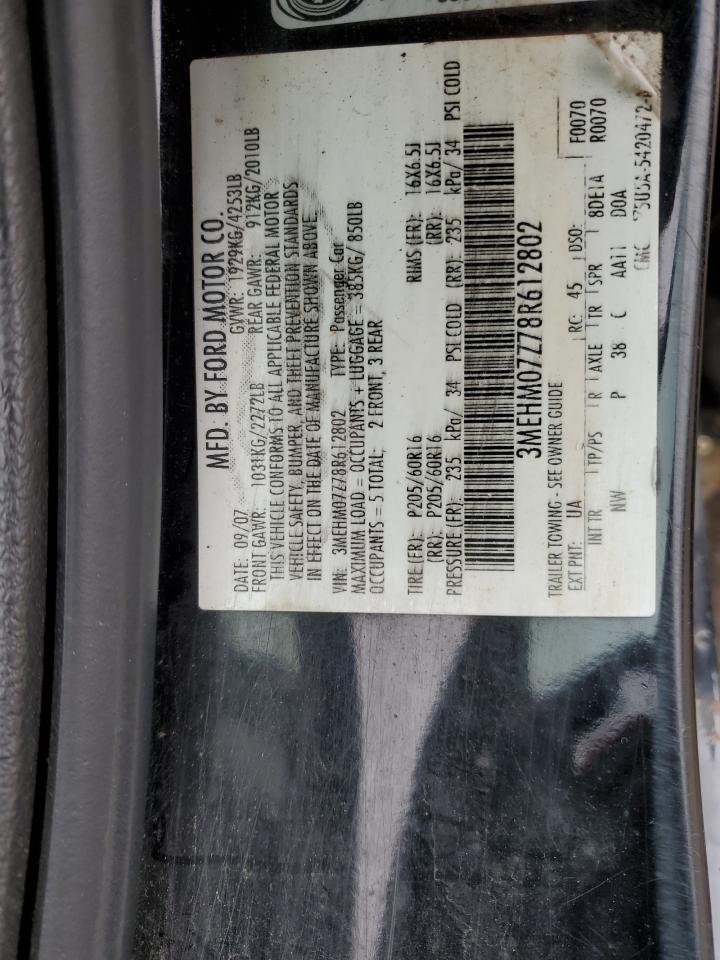 MFD. BY FORD MOTOR CO.
DATE: 09/07 GVWR: 1929KG/4253LB
FRONT GAWR: 1031KG/2272LB REAR GAWR: 912KG/2010LB
THIS VEHICLE CONFORMS TO ALL APPLICABLE FEDERAL MOTOR
VEHICLE SAFETY, BUMPER, AND THEFT PREVENTION STANDARDS
IN EFFECT ON THE DATE OF MANUFACTURE SHOWN ABOVE.
VIN: 3MEHM07Z78R612802 TYPE: Passenger Car
MAXIMUM LOAD = OCCUPANTS + LUGGAGE = 385KG/ 850LB
OCCUPANTS = 5 TOTAL; 2 FRONT, 3 REAR
TIRE (FR): P205/60R16 RIMS (FR): 16X6.5J
(RR): P205/60R16 (RR): 16X6.5J
PRESSURE (FR): 235 kPa/ 34 PSI COLD (RR): 235 kPa/ 34 PSI COLD
3MEHM07Z78R612802
TRAILER TOWING - SEE OWNER GUIDE
EXT PNT: UA RC: 45 DSO: F0070
R0070
INT TR TP/PS R AXLE TR SPR 8DE1A
NW P 38 C AA11 D0A